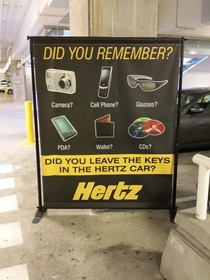 DID YOU REMEMBER?
Camera? Cell Phone? Glasses?
PDA? Wallet? CDs?
DID YOU LEAVE THE KEYS
IN THE HERTZ CAR?
Hertz